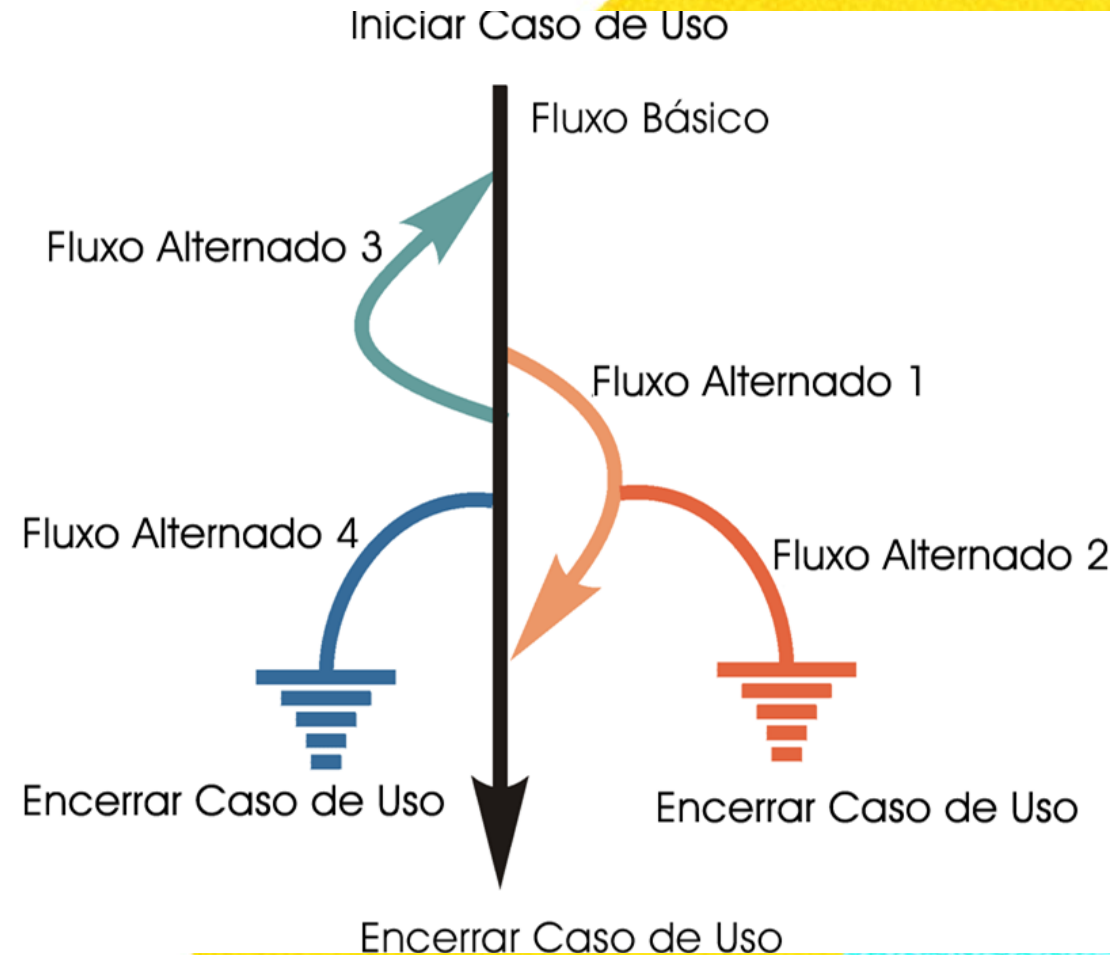 Iniciar Caso de Uso
Fluxo Básico
Fluxo Alternado 3
Fluxo Alternado 1
Fluxo Alternado 4
Fluxo Alternado 2
Encerrar Caso de Uso
Encerrar Caso de Uso
Encerrar Caso de Uso